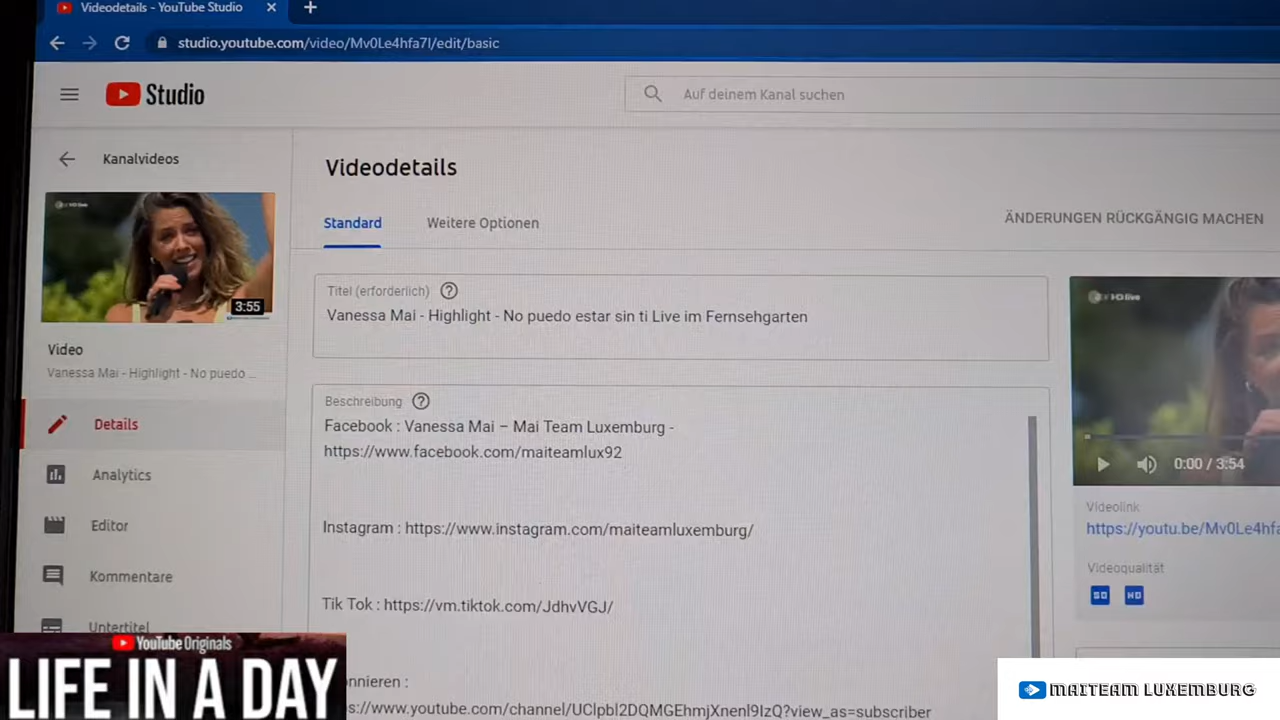 Videodetails - YouTube Studio
studio.youtube.com/video/Mv0Le4hfa7I/edit/basic
Studio
Auf deinem Kanal suchen
Kanalvideos
Videodetails
Standard
Weitere Optionen
ÄNDERUNGEN RÜCKGÄNGIG MACHEN
3:55
Titel (erforderlich)
Vanessa Mai - Highlight - No puedo estar sin ti Live im Fernsehgarten
Video
Vanessa Mai - Highlight - No puedo ...
Details
Analytics
Editor
Kommentare
Untertitel
Beschreibung
Facebook : Vanessa Mai – Mai Team Luxemburg -
https://www.facebook.com/maiteamlux92
Instagram : https://www.instagram.com/maiteamluxemburg/
Tik Tok : https://vm.tiktok.com/JdhvVGJ/
onnieren :
s://www.youtube.com/channel/UClpbl2DQMGEhmjXnenl9IzQ?view_as=subscriber
0:00 / 3:54
Videolink
https://youtu.be/Mv0Le4hfa
Videoqualität
SD
HD
YouTube Originals
LIFE IN A DAY
MAITEAM LUXEMBURG